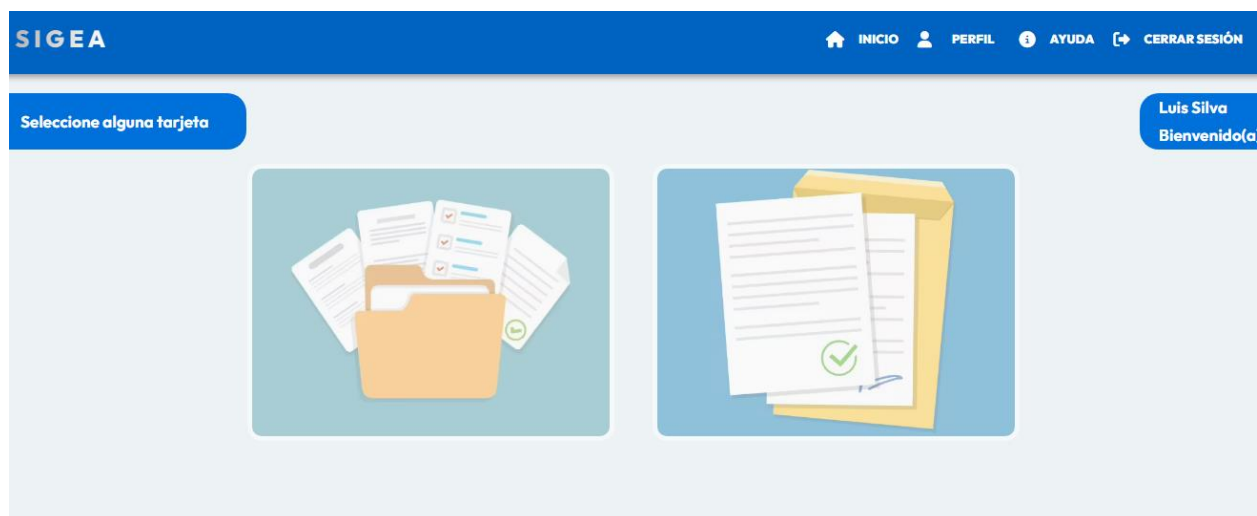 SIGEA
INICIO PERFIL AYUDA CERRAR SESIÓN
Seleccione alguna tarjeta
Luis Silva
Bienvenido(a)